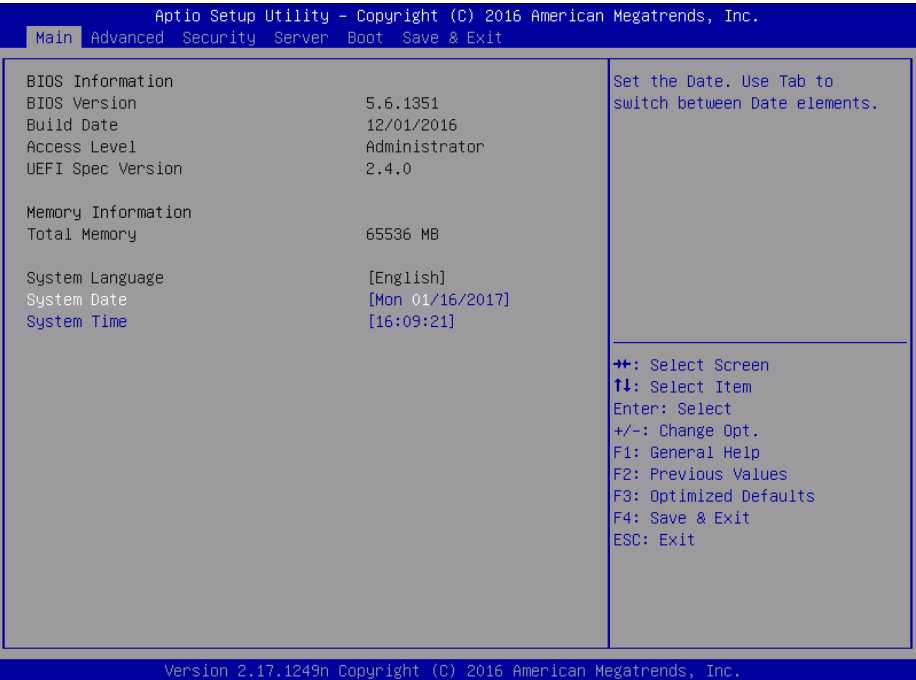 Aptio Setup Utility – Copyright (C) 2016 American Megatrends, Inc.
Main Advanced Security Server Boot Save & Exit
BIOS Information
BIOS Version 5.6.1351
Build Date 12/01/2016
Access Level Administrator
UEFI Spec Version 2.4.0
Memory Information
Total Memory 65536 MB
System Language [English]
System Date [Mon 01/16/2017]
System Time [16:09:21]
Set the Date. Use Tab to
switch between Date elements.
→←: Select Screen
↑↓: Select Item
Enter: Select
+/-: Change Opt.
F1: General Help
F2: Previous Values
F3: Optimized Defaults
F4: Save & Exit
ESC: Exit
Version 2.17.1249n Copyright (C) 2016 American Megatrends, Inc.